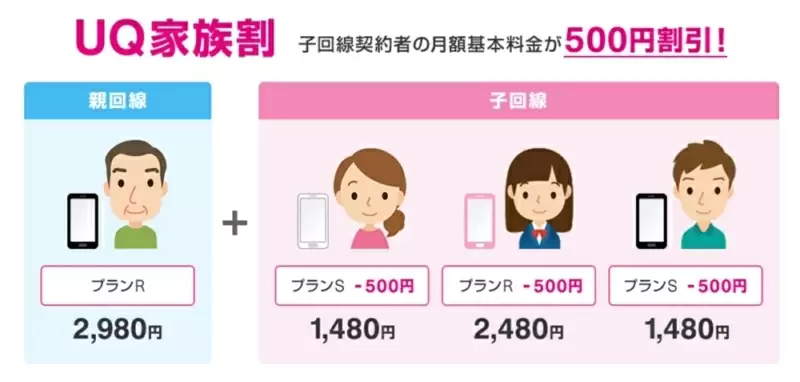 UQ家族割 子回線契約者の月額基本料金が500円割引!
親回線
子回線
+
プランR
プランS -500円
プランR -500円
プランS -500円
2,980円
1,480円
2,480円
1,480円